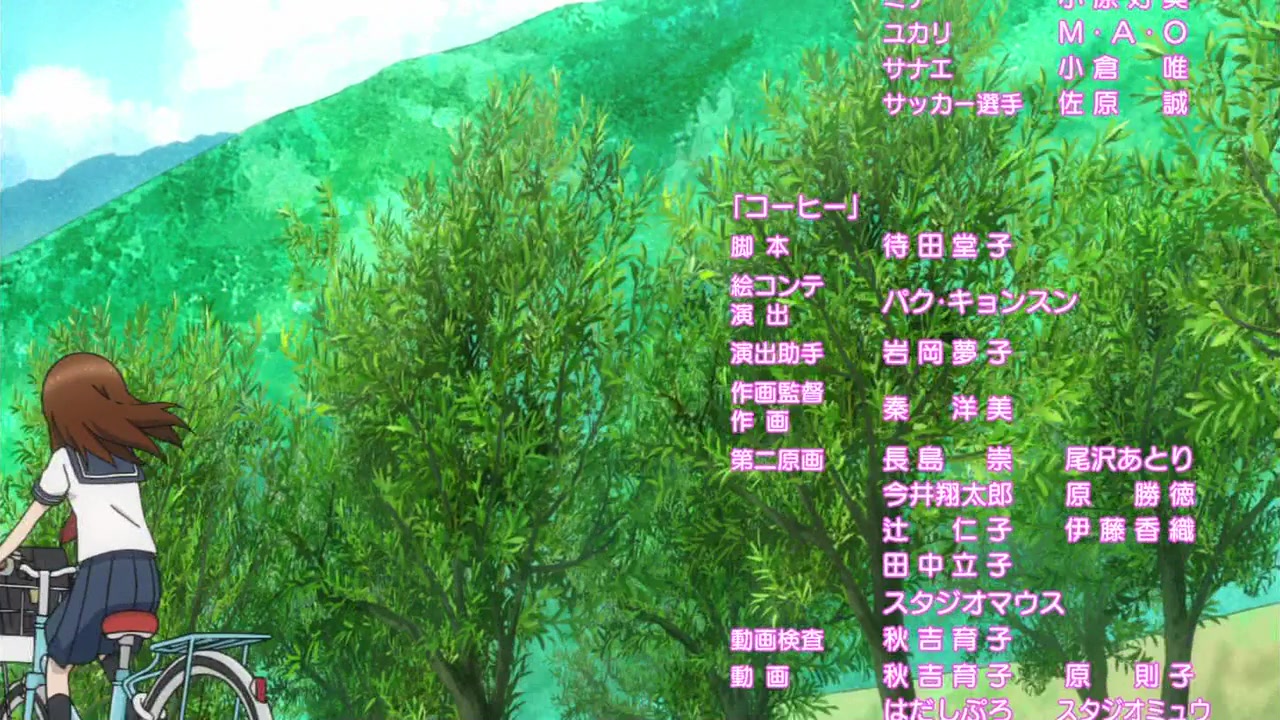 ミナ 小原好美
ユカリ M・A・O
サナエ 小倉 唯
サッカー選手 佐原 誠
「コーヒー」
脚本 待田堂子
絵コンテ
演出 パク・キョンスン
演出助手 岩岡夢子
作画監督
作画 秦 洋美
第二原画 長島 崇 尾沢あとり
今井翔太郎 原 勝徳
辻 仁子 伊藤香織
田中立子
スタジオマウス
動画検査 秋吉育子
動画 秋吉育子 原 則子
はだしぷろ スタジオミュウ